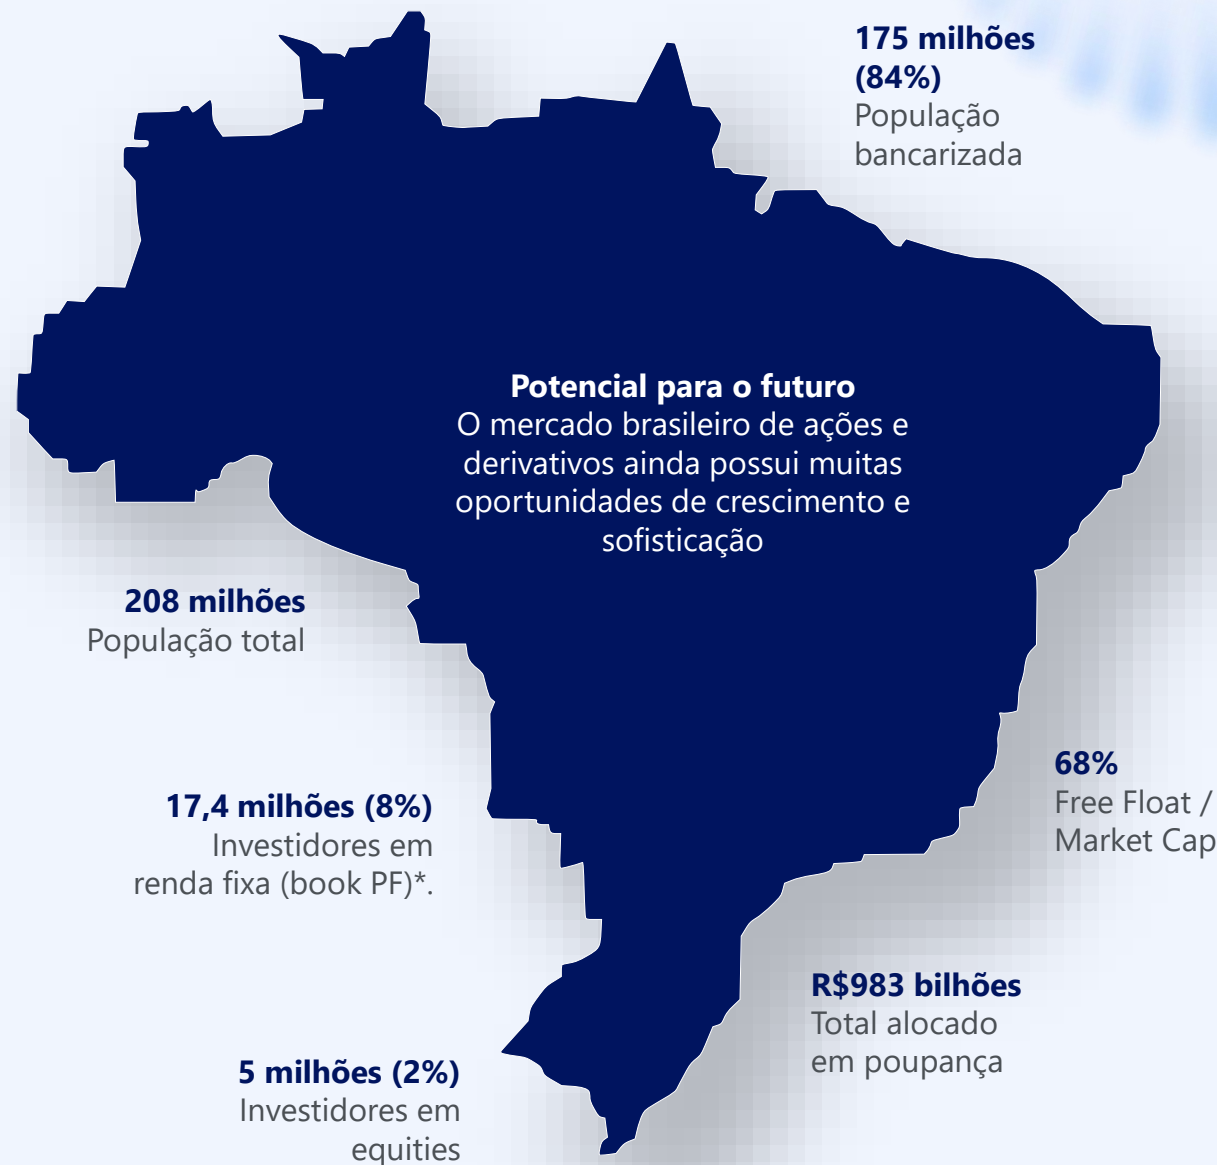 175 milhões
(84%)
População
bancarizada
Potencial para o futuro
O mercado brasileiro de ações e
derivativos ainda possui muitas
oportunidades de crescimento e
sofisticação
208 milhões
População total
68%
Free Float /
Market Cap
17,4 milhões (8%)
Investidores em
renda fixa (book PF)*.
R$983 bilhões
Total alocado
em poupança
5 milhões (2%)
Investidores em
equities